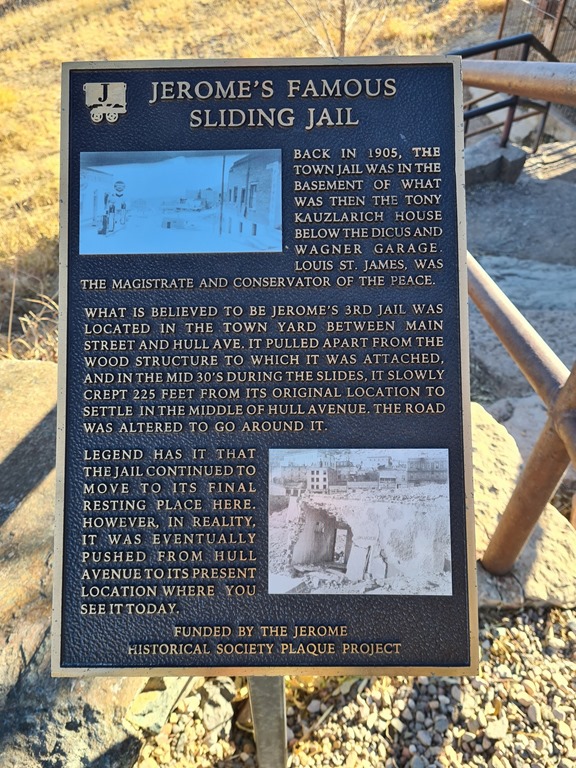 J
JEROME'S FAMOUS
SLIDING JAIL
BACK IN 1905, THE
TOWN JAIL WAS IN THE
BASEMENT OF WHAT
WAS THEN THE TONY
KAUZLARICH HOUSE
BELOW THE DICUS AND
WAGNER GARAGE.
LOUIS ST. JAMES, WAS
THE MAGISTRATE AND CONSERVATOR OF THE PEACE.
WHAT IS BELIEVED TO BE JEROME'S 3RD JAIL WAS
LOCATED IN THE TOWN YARD BETWEEN MAIN
STREET AND HULL AVE. IT PULLED APART FROM THE
WOOD STRUCTURE TO WHICH IT WAS ATTACHED,
AND IN THE MID 30'S DURING THE SLIDES, IT SLOWLY
CREPT 225 FEET FROM ITS ORIGINAL LOCATION TO
SETTLE IN THE MIDDLE OF HULL AVENUE. THE ROAD
WAS ALTERED TO GO AROUND IT.
LEGEND HAS IT THAT
THE JAIL CONTINUED TO
MOVE TO ITS FINAL
RESTING PLACE HERE.
HOWEVER, IN REALITY,
IT WAS EVENTUALLY
PUSHED FROM HULL
AVENUE TO ITS PRESENT
LOCATION WHERE YOU
SEE IT TODAY.
FUNDED BY THE JEROME
HISTORICAL SOCIETY PLAQUE PROJECT